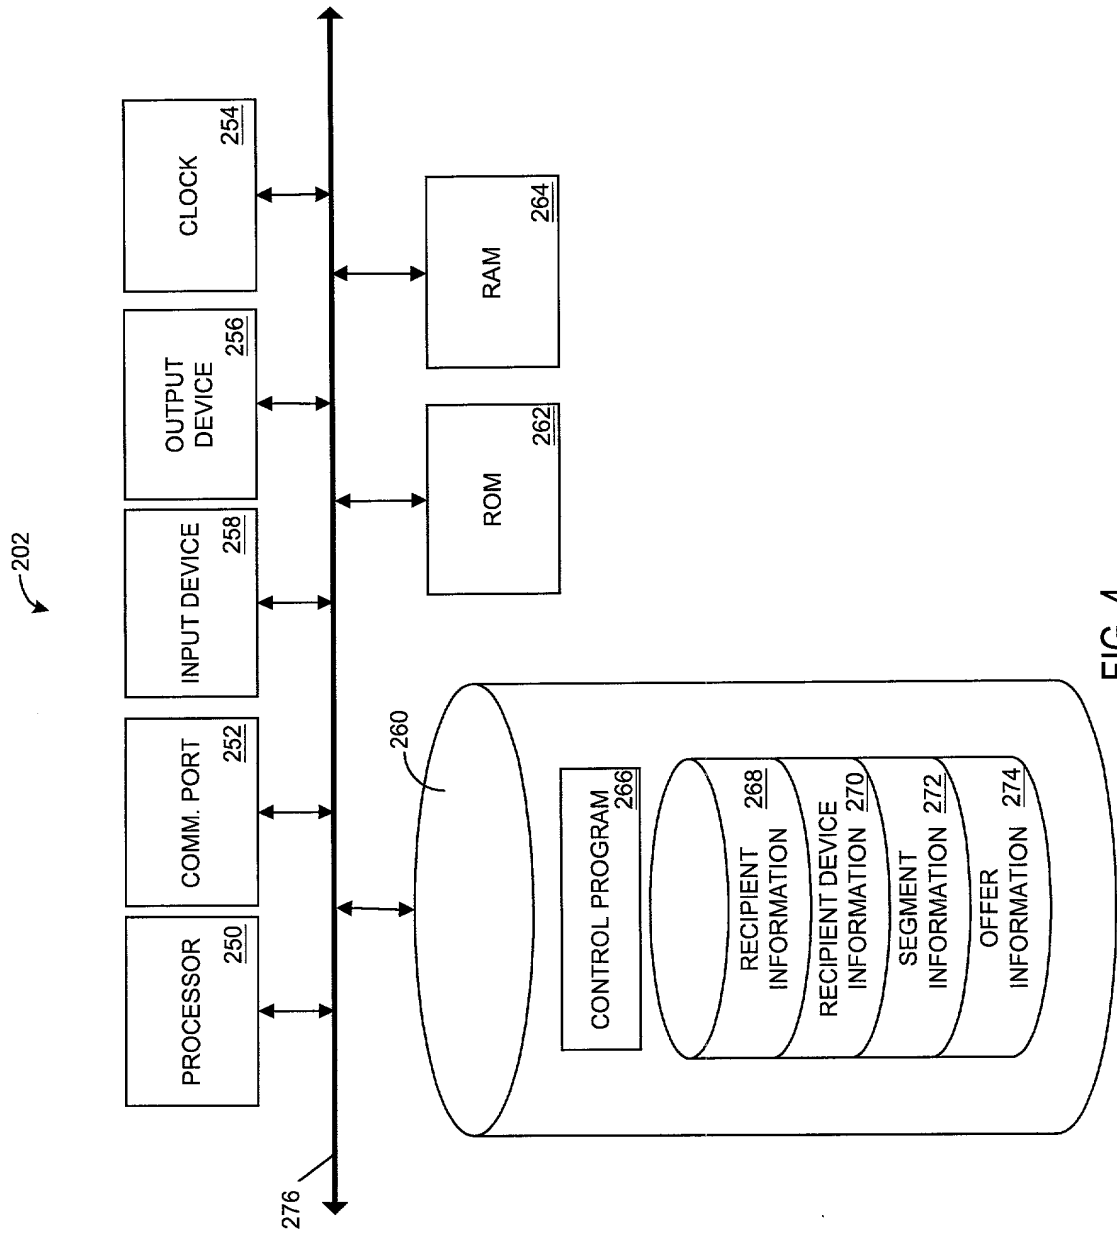 202
PROCESSOR
250
COMM. PORT
252
INPUT DEVICE
258
OUTPUT
DEVICE
256
CLOCK
254
276
260
ROM
262
RAM
264
CONTROL PROGRAM
266
RECIPIENT
INFORMATION
268
RECIPIENT DEVICE
INFORMATION
270
SEGMENT
INFORMATION
272
OFFER
INFORMATION
274
FIG. 4